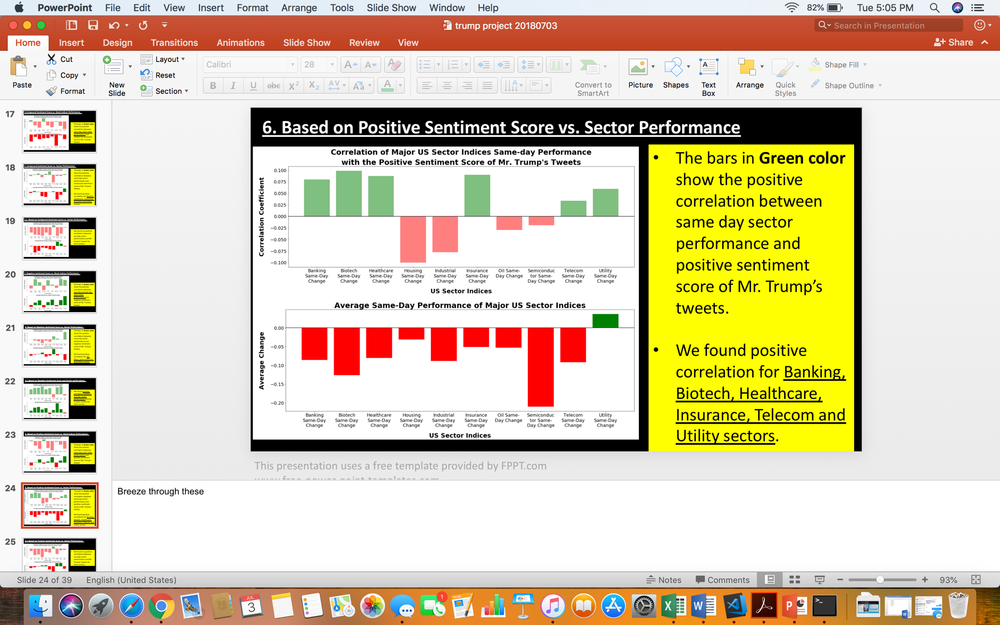 PowerPoint File Edit View Insert Format Arrange Tools Slide Show Window Help 82% Tue 5:05 PM
trump project 20180703
Search in Presentation
Home Insert Design Transitions Animations Slide Show Review View Share
Paste
Cut
Copy
Format
New
Slide
Layout
Reset
Section
Calibri 28
B I U abc X² X₂ AV Aa A
Convert to
SmartArt
Picture
Shapes
Text
Box
Arrange
Quick
Styles
Shape Fill
Shape Outline
17
18
19
20
21
22
23
24
25
6. Based on Positive Sentiment Score vs. Sector Performance
Correlation of Major US Sector Indices Same-day Performance
with the Positive Sentiment Score of Mr. Trump's Tweets
Correlation Coefficient
0.100
0.075
0.050
0.025
0.000
−0.025
−0.050
−0.075
−0.100
Banking
Same-Day
Change
Biotech
Same-Day
Change
Healthcare
Same-Day
Change
Housing
Same-Day
Change
Industrial
Same-Day
Change
Insurance
Same-Day
Change
Oil Same-
Day Change
Semiconduc
tor Same-
Day Change
Telecom
Same-Day
Change
Utility
Same-Day
Change
US Sector Indices
Average Same-Day Performance of Major US Sector Indices
Average Change
0.00
−0.05
−0.10
−0.15
−0.20
Banking
Same-Day
Change
Biotech
Same-Day
Change
Healthcare
Same-Day
Change
Housing
Same-Day
Change
Industrial
Same-Day
Change
Insurance
Same-Day
Change
Oil Same-
Day Change
Semiconduc
tor Same-
Day Change
Telecom
Same-Day
Change
Utility
Same-Day
Change
US Sector Indices
• The bars in Green color
show the positive
correlation between
same day sector
performance and
positive sentiment
score of Mr. Trump’s
tweets.
• We found positive
correlation for Banking,
Biotech, Healthcare,
Insurance, Telecom and
Utility sectors.
This presentation uses a free template provided by FPPT.com
www.free-power-point-templates.com
Breeze through these
Slide 24 of 39 English (United States) Notes Comments 93%
JUL
3
1